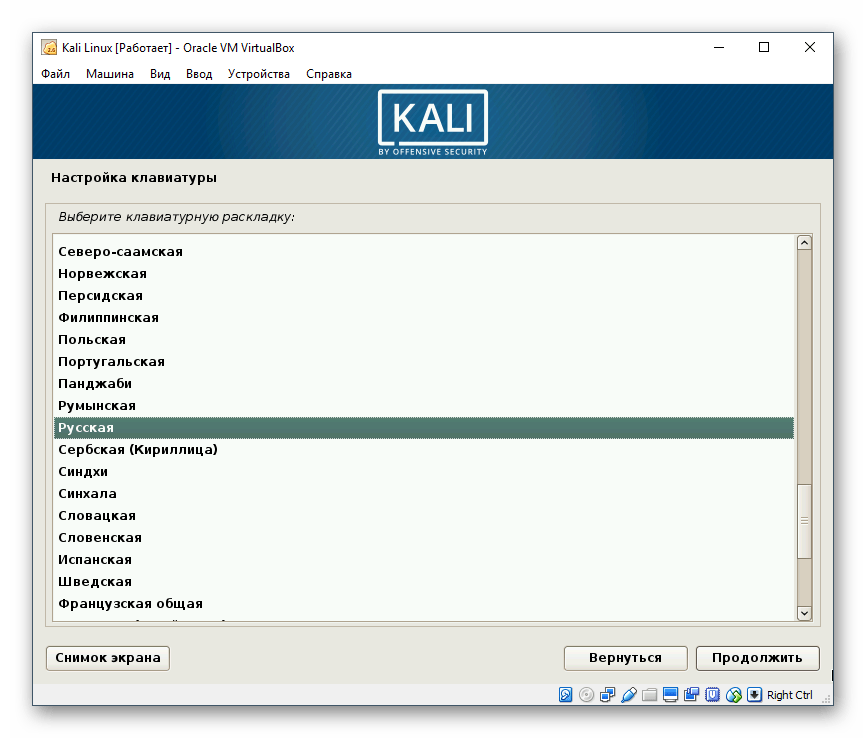 Kali Linux [Работает] - Oracle VM VirtualBox
Файл Машина Вид Ввод Устройства Справка
KALI
BY OFFENSIVE SECURITY
Настройка клавиатуры
Выберите клавиатурную раскладку:
Северо-саамская
Норвежская
Персидская
Филиппинская
Польская
Португальская
Панджаби
Румынская
Русская
Сербская (Кириллица)
Синдхи
Синхала
Словацкая
Словенская
Испанская
Шведская
Французская общая
Снимок экрана Вернуться Продолжить
Right Ctrl